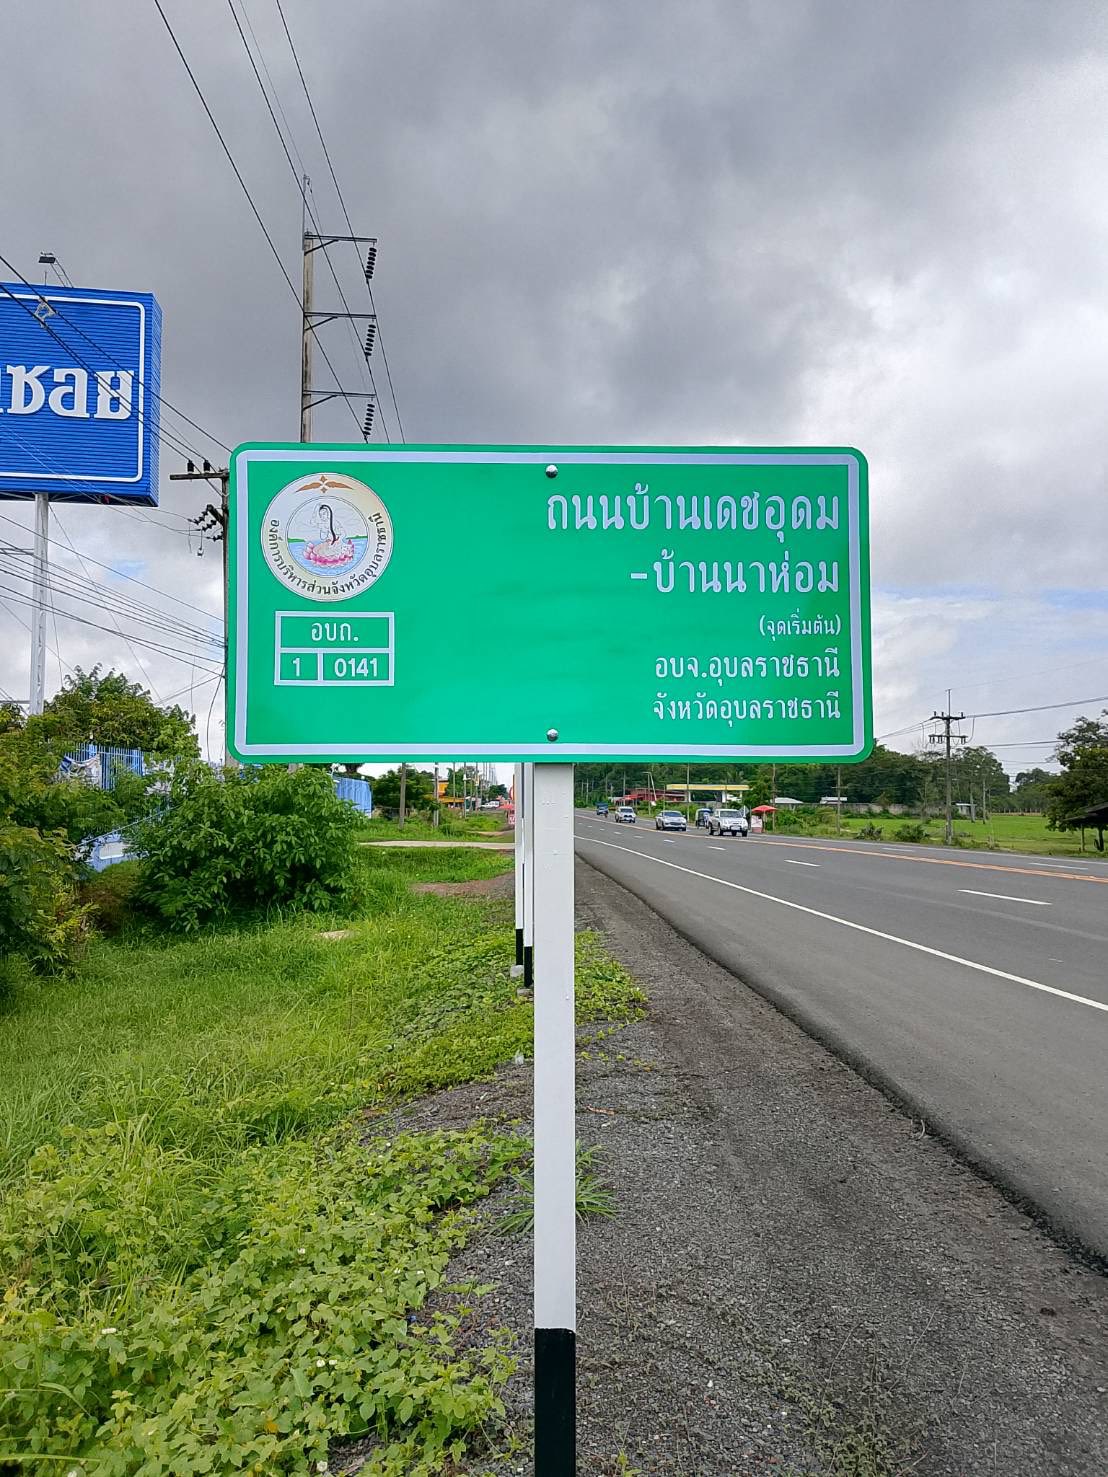 ชลย
องค์การบริหารส่วนจังหวัดอุบลราชธานี
ถนนบ้านเดชอุดม
-บ้านนาห่อม
(จุดเริ่มต้น)
อบจ.อุบลราชธานี
จังหวัดอุบลราชธานี
อบถ.
1 0141